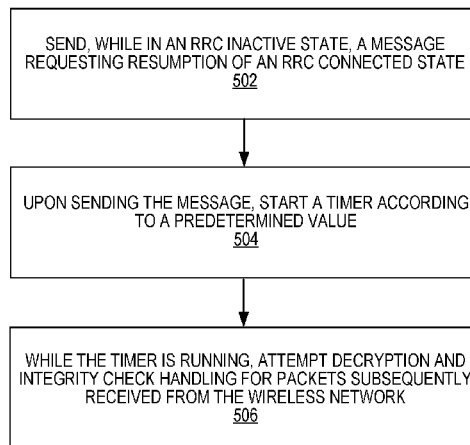 SEND, WHILE IN AN RRC INACTIVE STATE, A MESSAGE
REQUESTING RESUMPTION OF AN RRC CONNECTED STATE
502
UPON SENDING THE MESSAGE, START A TIMER ACCORDING
TO A PREDETERMINED VALUE
504
WHILE THE TIMER IS RUNNING, ATTEMPT DECRYPTION AND
INTEGRITY CHECK HANDLING FOR PACKETS SUBSEQUENTLY
RECEIVED FROM THE WIRELESS NETWORK
506